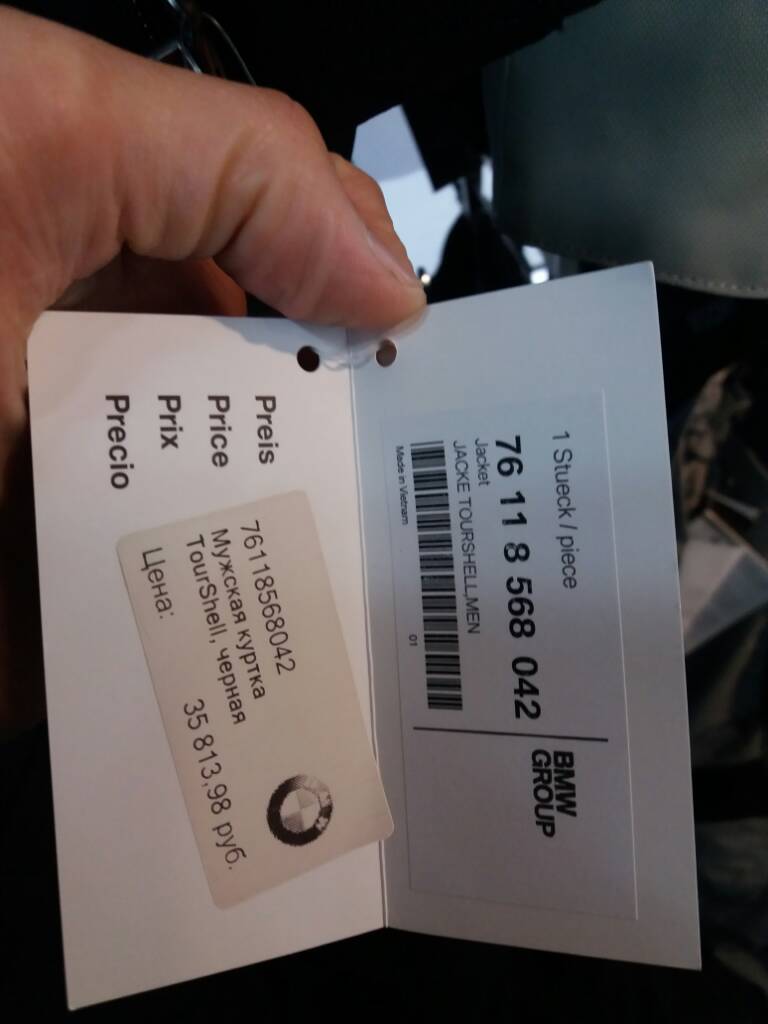 1 Stueck / piece
76 11 8 568 042
Jacket
JACKE TOURSHELL,MEN
01
Made in Vietnam
BMW
GROUP
Preis
Price
Prix
Precio
76118568042
Мужская куртка
TourShell, черная
Цена:
35 813,98 руб.